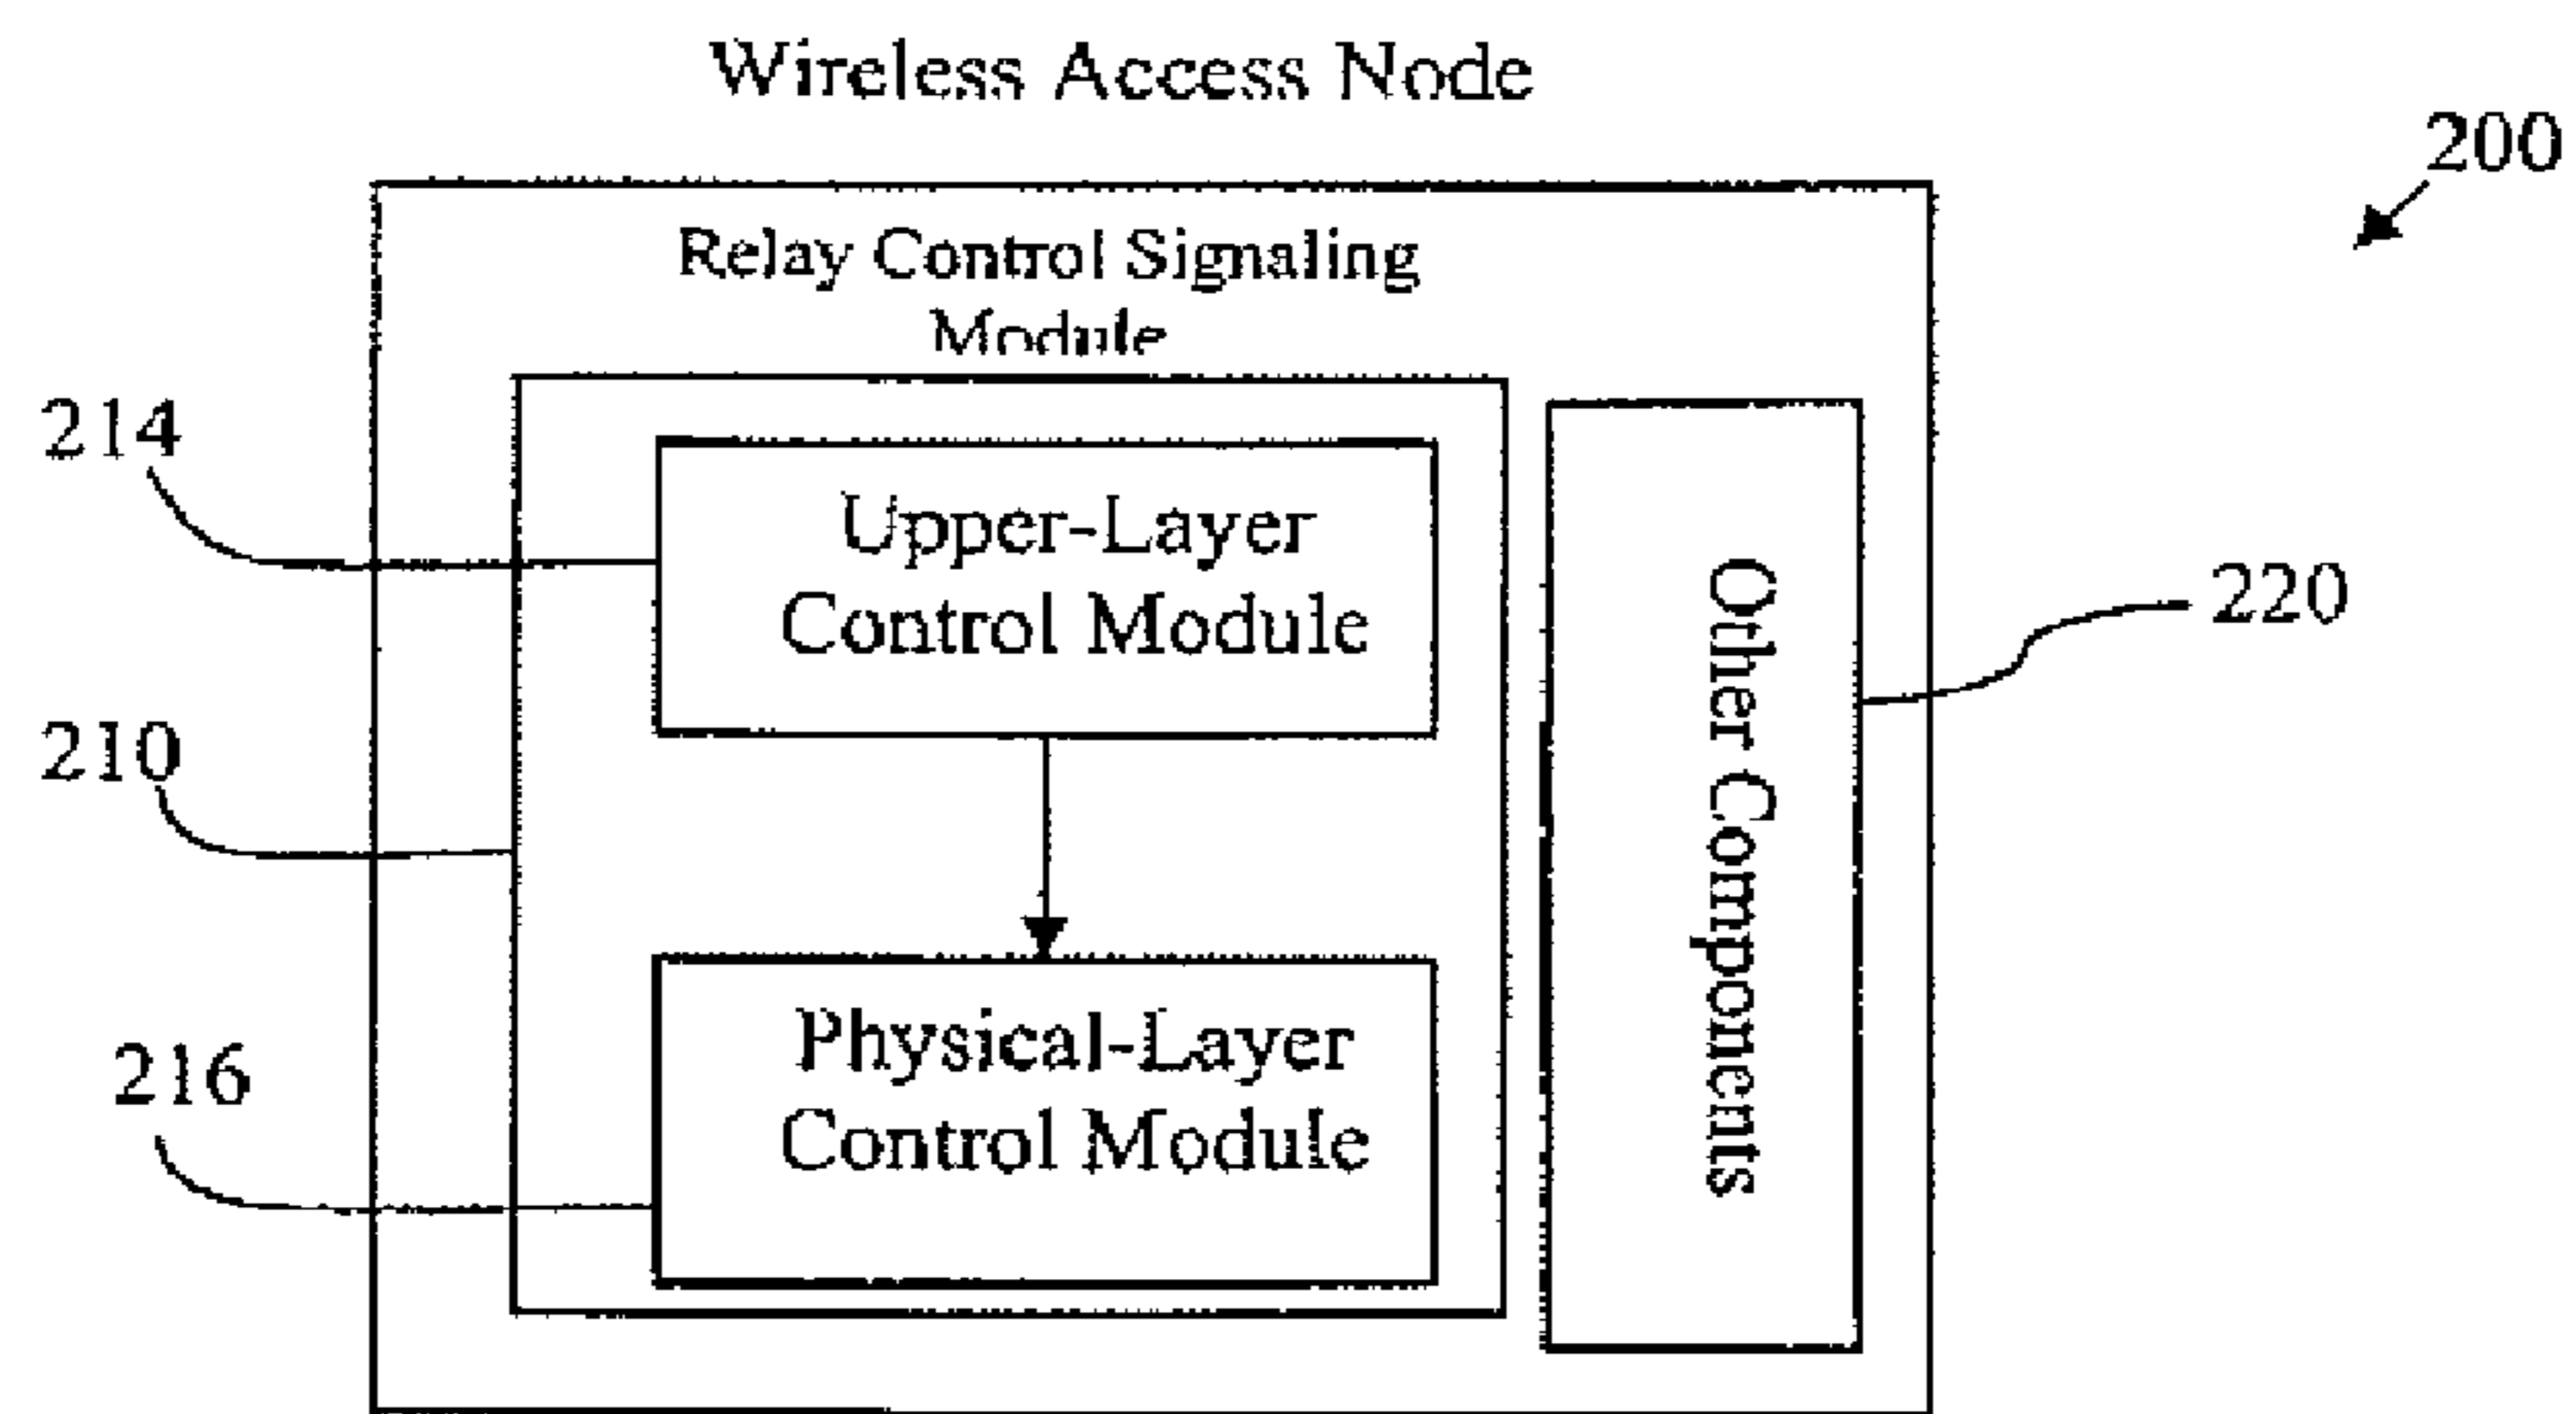 Wireless Access Node
200
Relay Control Signaling
Module
214
Upper-Layer
Control Module
220
Other Components
210
216
Physical-Layer
Control Module